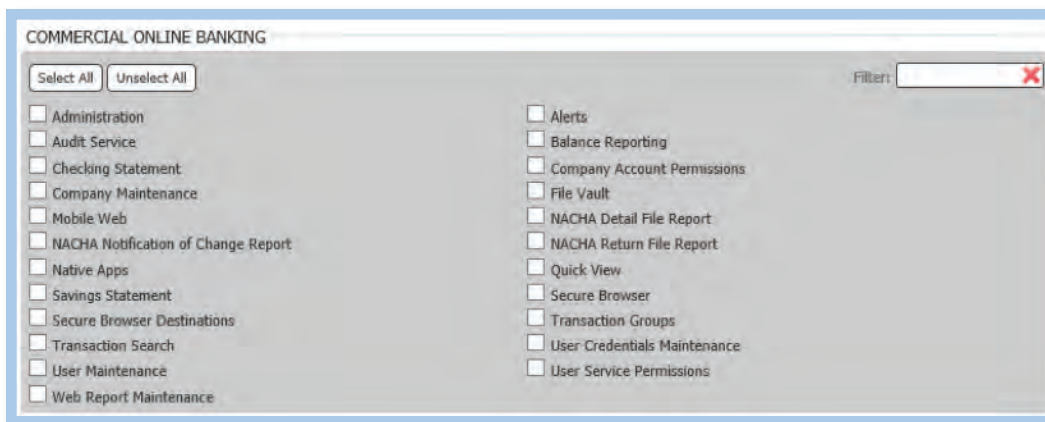 COMMERCIAL ONLINE BANKING
Select All Unselect All Filter:
Administration Alerts
Audit Service Balance Reporting
Checking Statement Company Account Permissions
Company Maintenance File Vault
Mobile Web NACHA Detail File Report
NACHA Notification of Change Report NACHA Return File Report
Native Apps Quick View
Savings Statement Secure Browser
Secure Browser Destinations Transaction Groups
Transaction Search User Credentials Maintenance
User Maintenance User Service Permissions
Web Report Maintenance